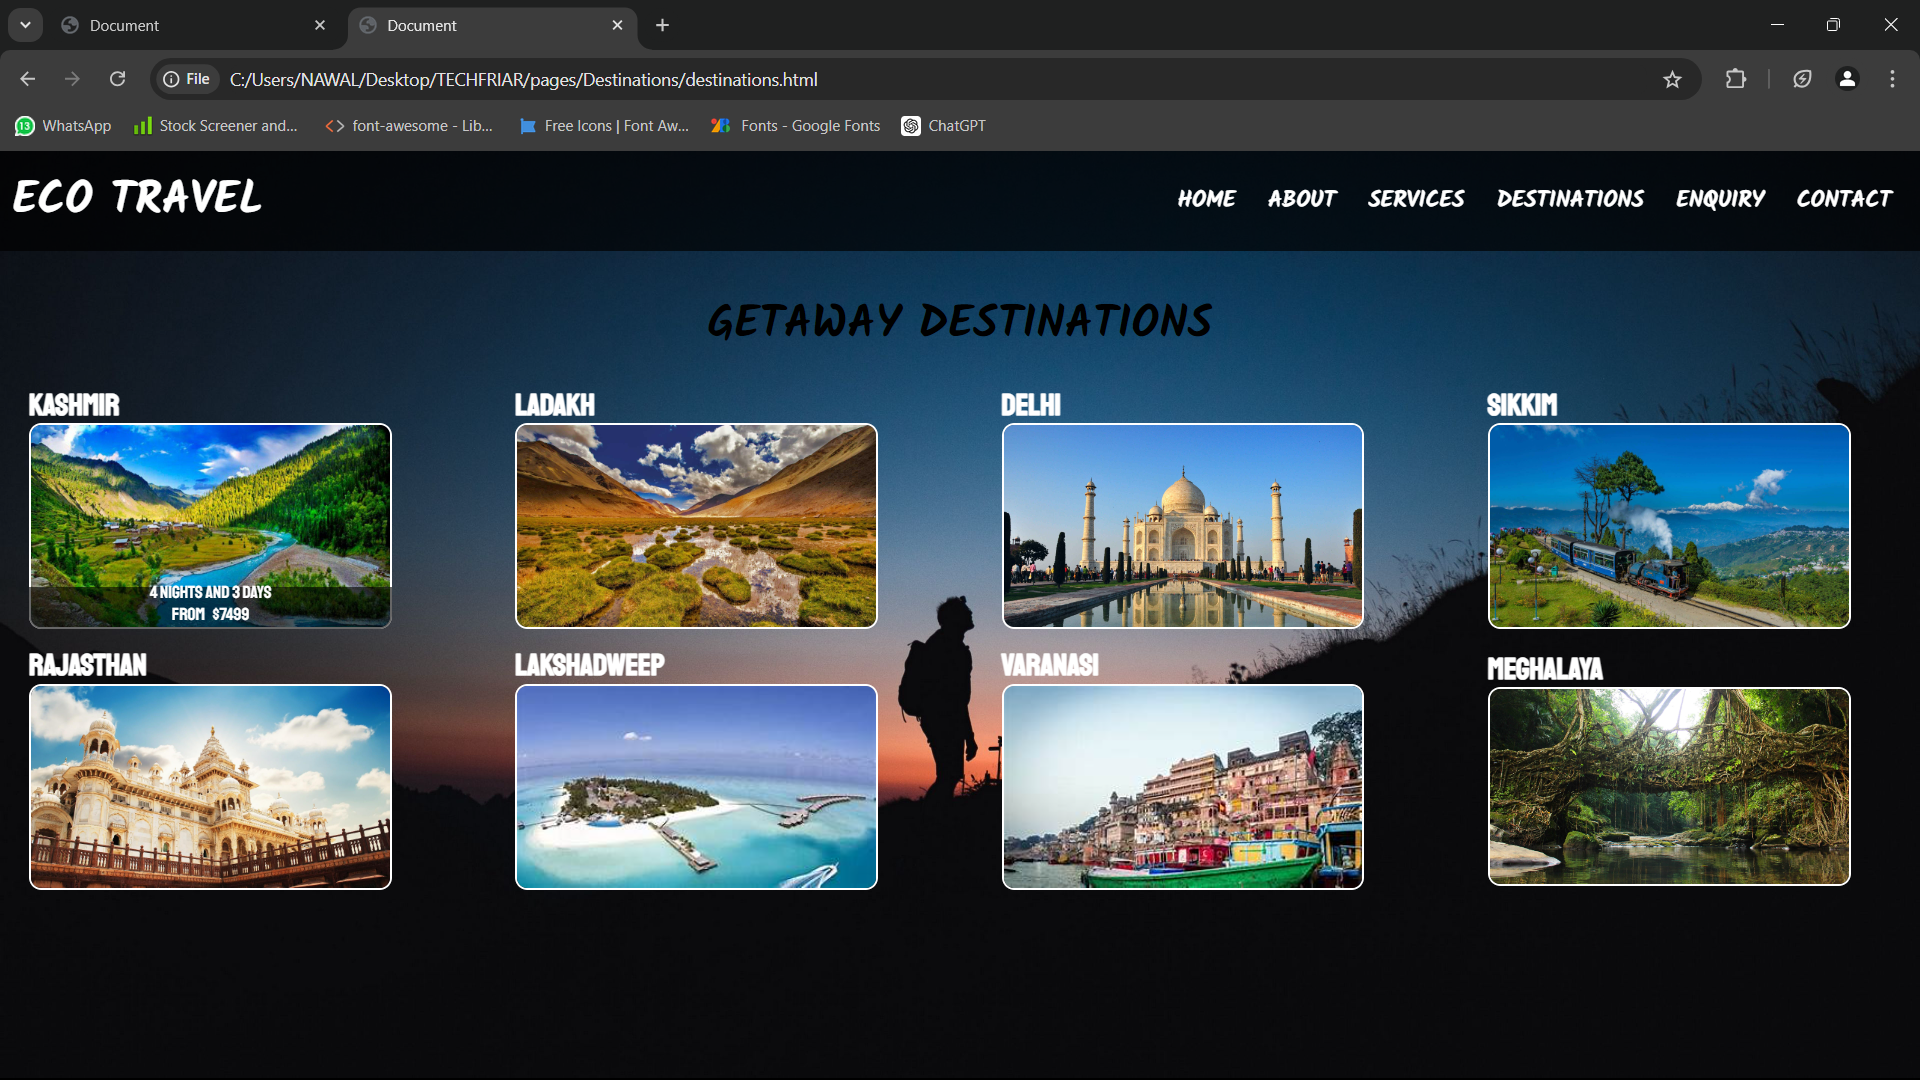 Document
Document
File
C:/Users/NAWAL/Desktop/TECHFRIAR/pages/Destinations/destinations.html
13
WhatsApp
Stock Screener and...
font-awesome - Lib...
Free Icons | Font Aw...
Fonts - Google Fonts
ChatGPT
ECO TRAVEL
HOME
ABOUT
SERVICES
DESTINATIONS
ENQUIRY
CONTACT
GETAWAY DESTINATIONS
KASHMIR
LADAKH
DELHI
SIKKIM
4 NIGHTS AND 3 DAYS
FROM $7499
RAJASTHAN
LAKSHADWEEP
VARANASI
MEGHALAYA